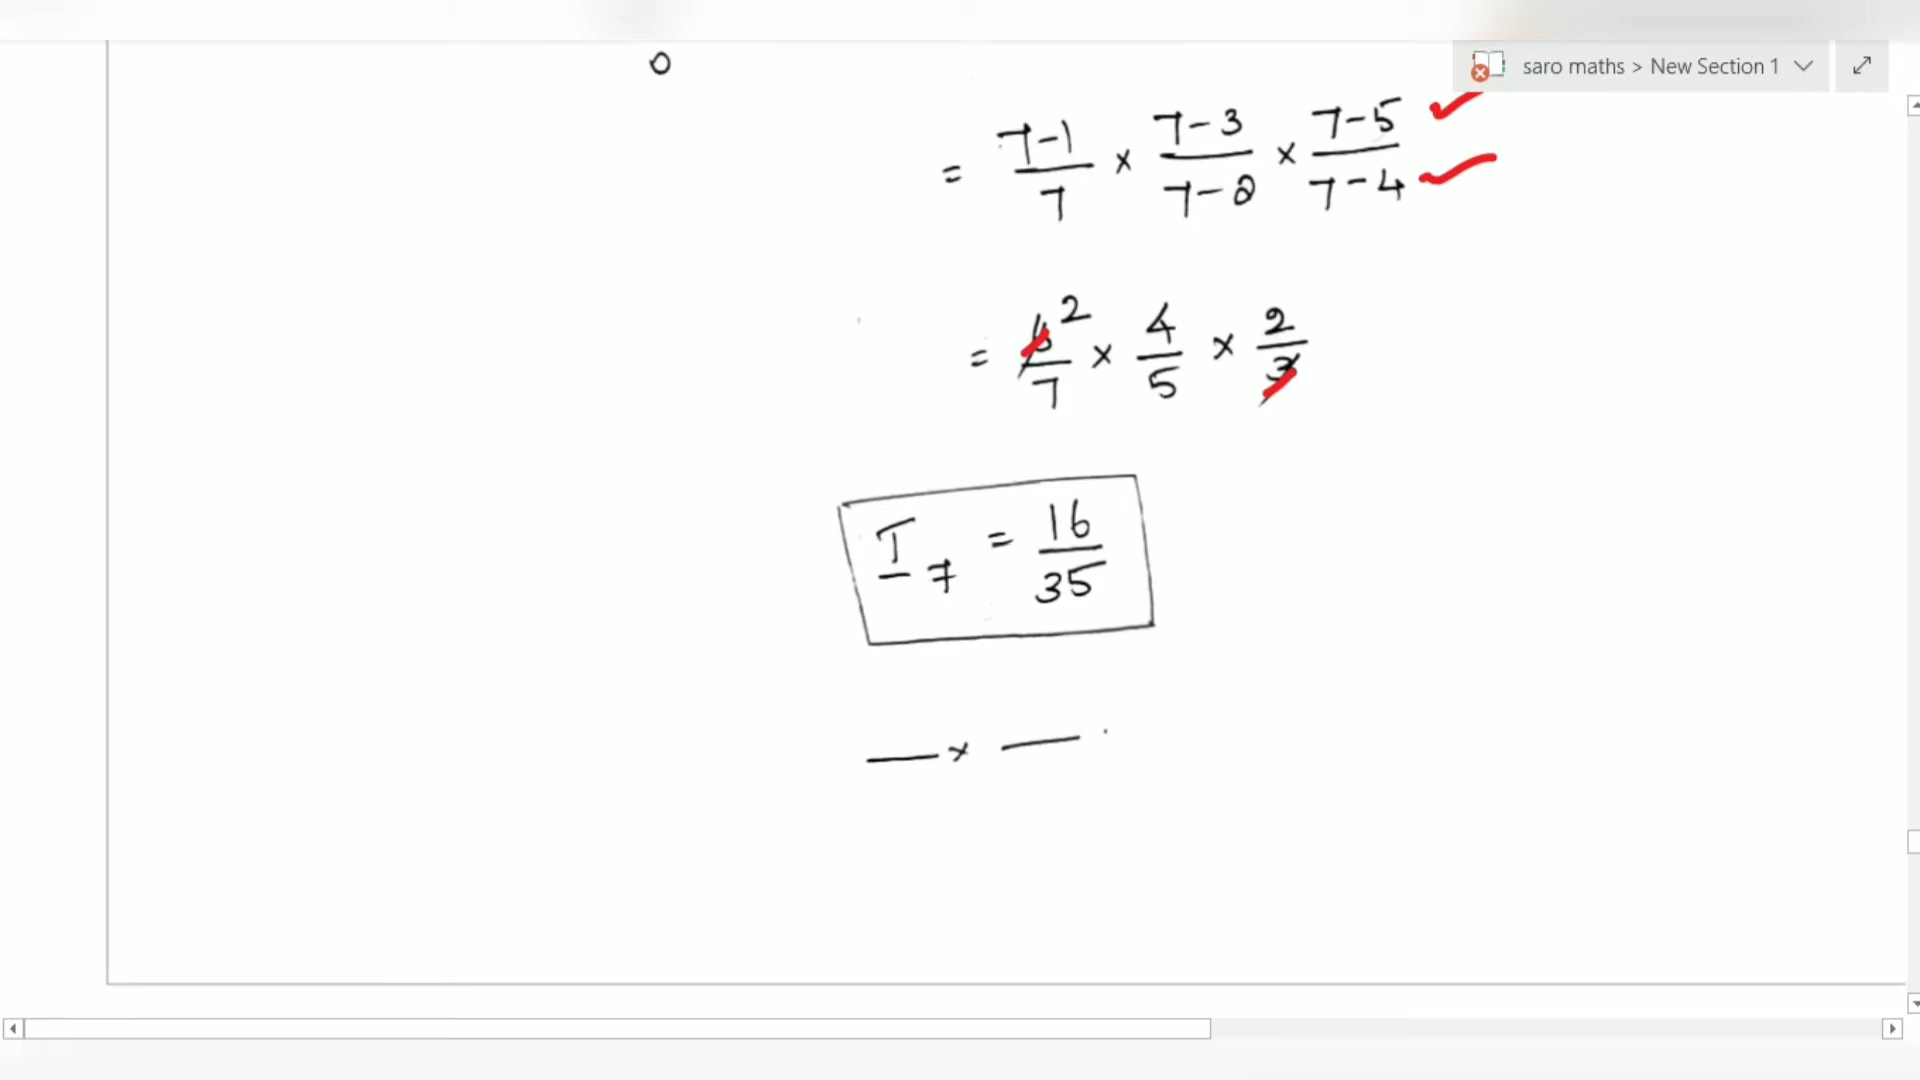 0
saro maths > New Section 1
= 7-1/7 × 7-3/7-2 × 7-5/7-4
= 6 2/7 × 4/5 × 2/3
I 7 = 16/35
— × —